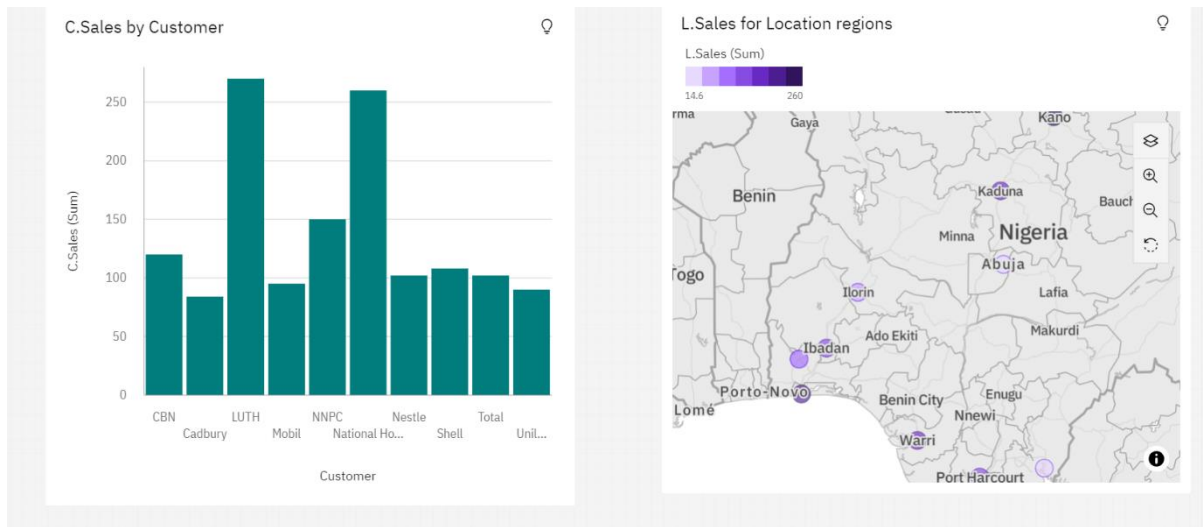 C.Sales by Customer
250
200
150
100
50
0
C.Sales (Sum)
CBN
Cadbury
LUTH
Mobil
NNPC
National Ho...
Nestle
Shell
Total
Unil...
Customer
L.Sales for Location regions
L.Sales (Sum)
14.6 260
Gaya
Kano
Kaduna
Benin
Bauch
Minna
Nigeria
Abuja
Togo
Ilorin
Lafia
Ado Ekiti
Makurdi
Ibadan
Porto-Novo
Benin City
Enugu
Lomé
Nnewi
Warri
Port Harcourt